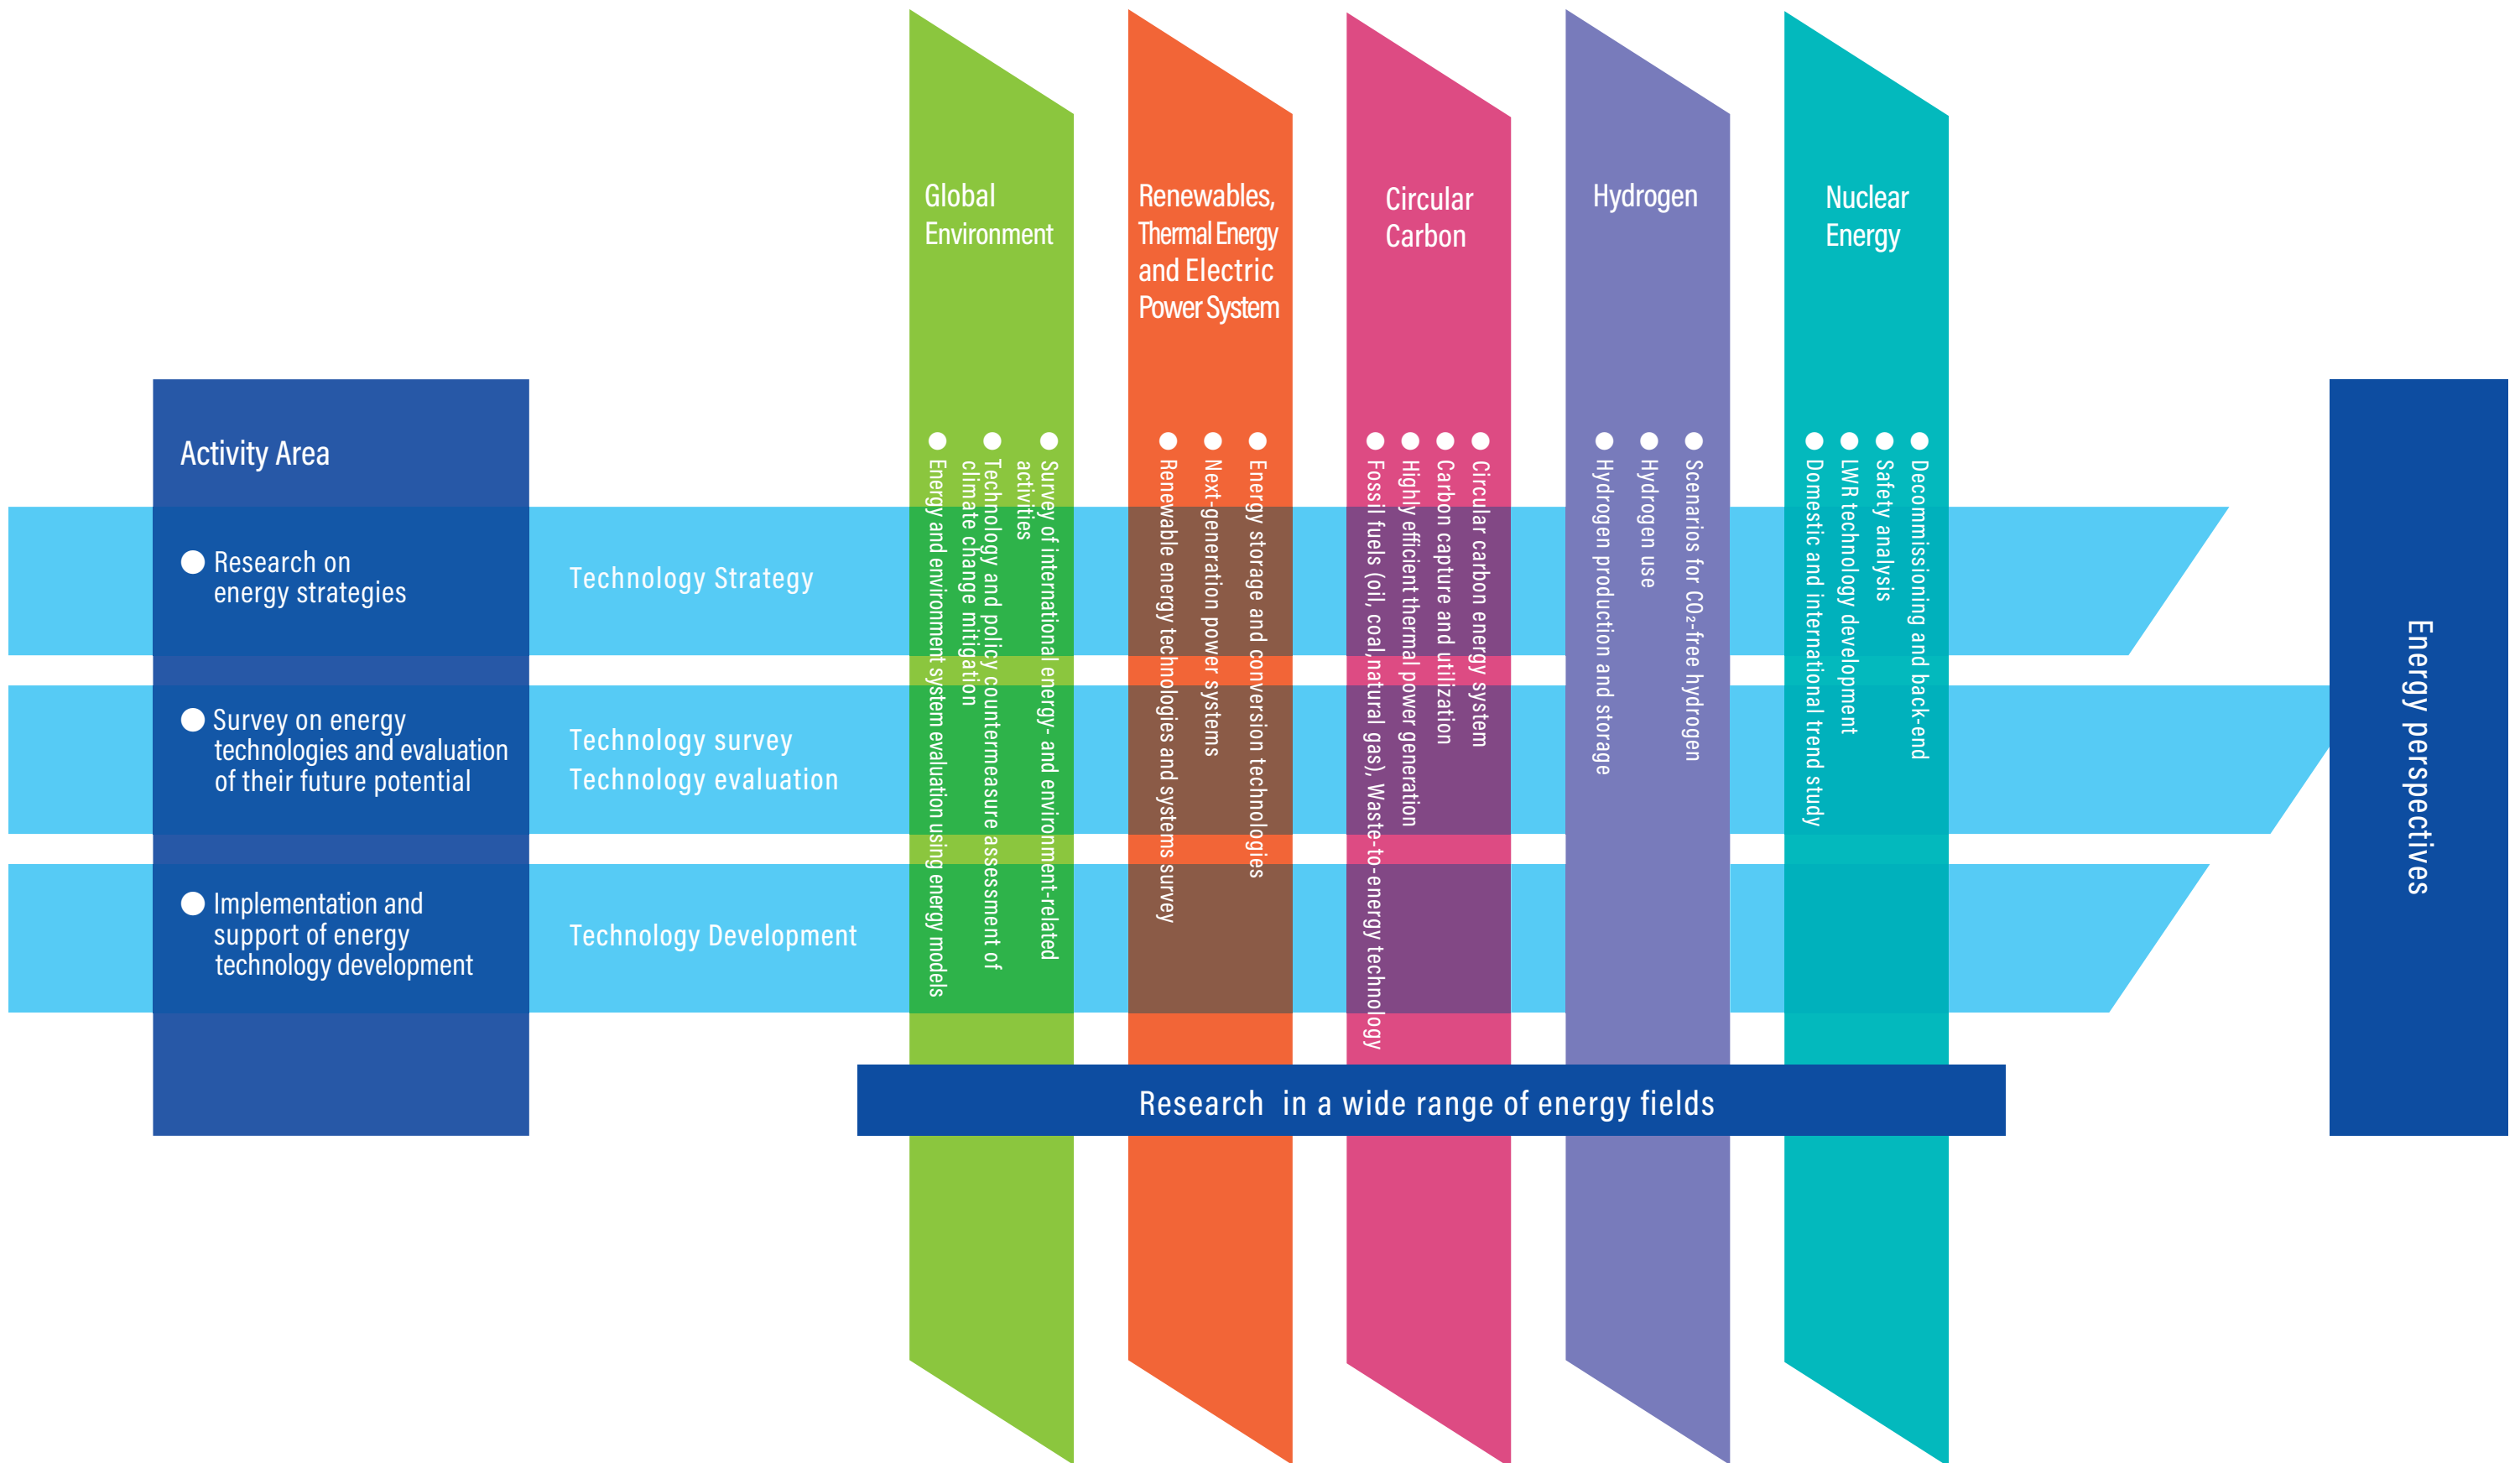 Global
Environment
Renewables,
Thermal Energy
and Electric
Power System
Circular
Carbon
Hydrogen
Nuclear
Energy
Activity Area
● Research on
energy strategies
● Survey on energy
technologies and evaluation
of their future potential
● Implementation and
support of energy
technology development
Technology Strategy
Technology survey
Technology evaluation
Technology Development
● Survey of international energy- and environment-related
activities
● Technology and policy countermeasure assessment of
climate change mitigation
● Energy and environment system evaluation using energy models
● Energy storage and conversion technologies
● Next-generation power systems
● Renewable energy technologies and systems survey
● Circular carbon energy system
● Carbon capture and utilization
● Highly efficient thermal power generation
● Fossil fuels (oil, coal,natural gas), Waste-to-energy technology
● Scenarios for CO₂-free hydrogen
● Hydrogen use
● Hydrogen production and storage
● Decommissioning and back-end
● Safety analysis
● LWR technology development
● Domestic and international trend study
Energy perspectives
Research in a wide range of energy fields